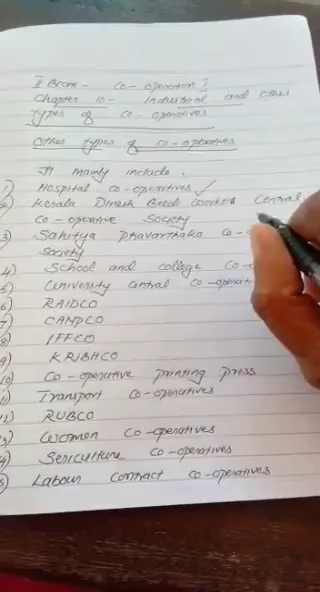 II Bcom - Co-operation I
Chapter 10 - Industrial and other
types of Co-operatives
Other types of Co-operatives
It mainly include.
1) Hospital Co-operatives ✓
2) Kerala Dinesh Beedi workers Central
Co-operative Society
3) Sahitya Pravarthaka Co-
Society
4) School and college Co-
5) University Central Co-operati
6) RAIDCO
7) CAMPCO
8) IFFCO
9) KRIBHCO
10) Co-operative printing press
11) Transport Co-operatives
12) RUBCO
13) Women Co-operatives
14) Sericulture Co-operatives
15) Labour contract Co-operatives